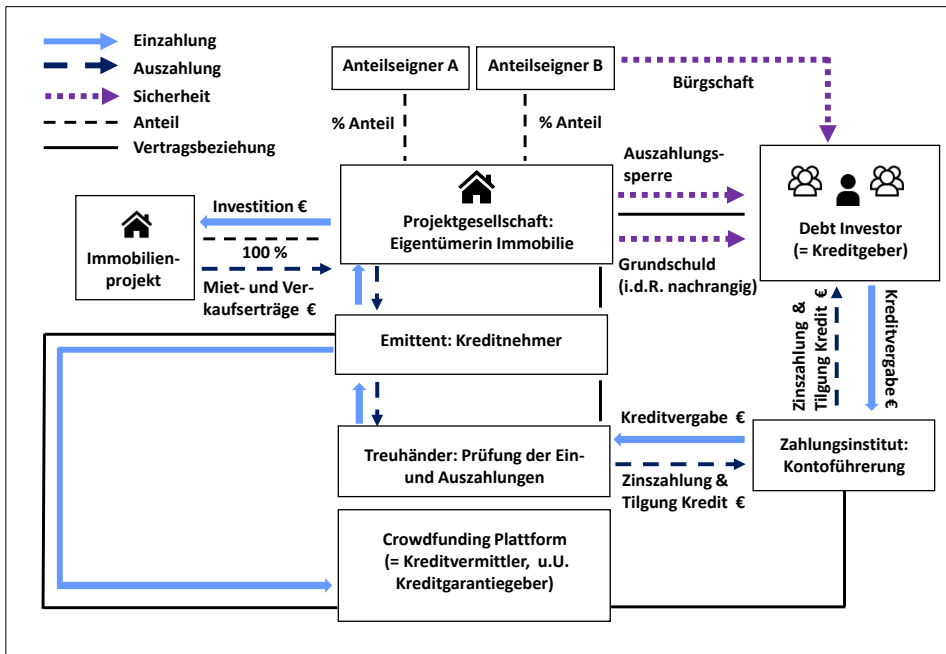 Einzahlung
Auszahlung
Sicherheit
Anteil
Vertragsbeziehung
Anteilseigner A
Anteilseigner B
Bürgschaft
% Anteil
% Anteil
Auszahlungs-
sperre
Projektgesellschaft:
Eigentümerin Immobilie
Debt Investor
(= Kreditgeber)
Grundschuld
(i.d.R. nachrangig)
Investition €
100 %
Miet- und Ver-
kaufserträge €
Immobilien-
projekt
Emittent: Kreditnehmer
Zinszahlung &
Tilgung Kredit €
Kreditvergabe €
Kreditvergabe €
Treuhänder: Prüfung der Ein-
und Auszahlungen
Zinszahlung &
Tilgung Kredit €
Zahlungsinstitut:
Kontoführerung
Crowdfunding Plattform
(= Kreditvermittler, u.U.
Kreditgarantiegeber)